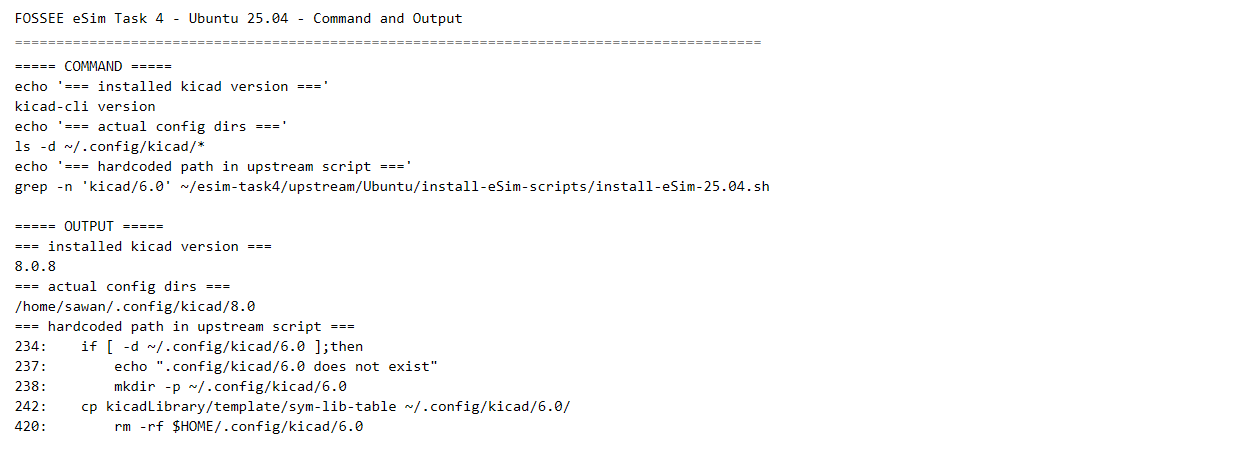 FOSSEE eSim Task 4 - Ubuntu 25.04 - Command and Output
==========================================================================================
===== COMMAND =====
echo '=== installed kicad version ==='
kicad-cli version
echo '=== actual config dirs ==='
ls -d ~/.config/kicad/*
echo '=== hardcoded path in upstream script ==='
grep -n 'kicad/6.0' ~/esim-task4/upstream/Ubuntu/install-eSim-scripts/install-eSim-25.04.sh

===== OUTPUT =====
=== installed kicad version ===
8.0.8
=== actual config dirs ===
/home/sawan/.config/kicad/8.0
=== hardcoded path in upstream script ===
234:    if [ -d ~/.config/kicad/6.0 ];then
237:        echo ".config/kicad/6.0 does not exist"
238:        mkdir -p ~/.config/kicad/6.0
242:    cp kicadLibrary/template/sym-lib-table ~/.config/kicad/6.0/
420:        rm -rf $HOME/.config/kicad/6.0